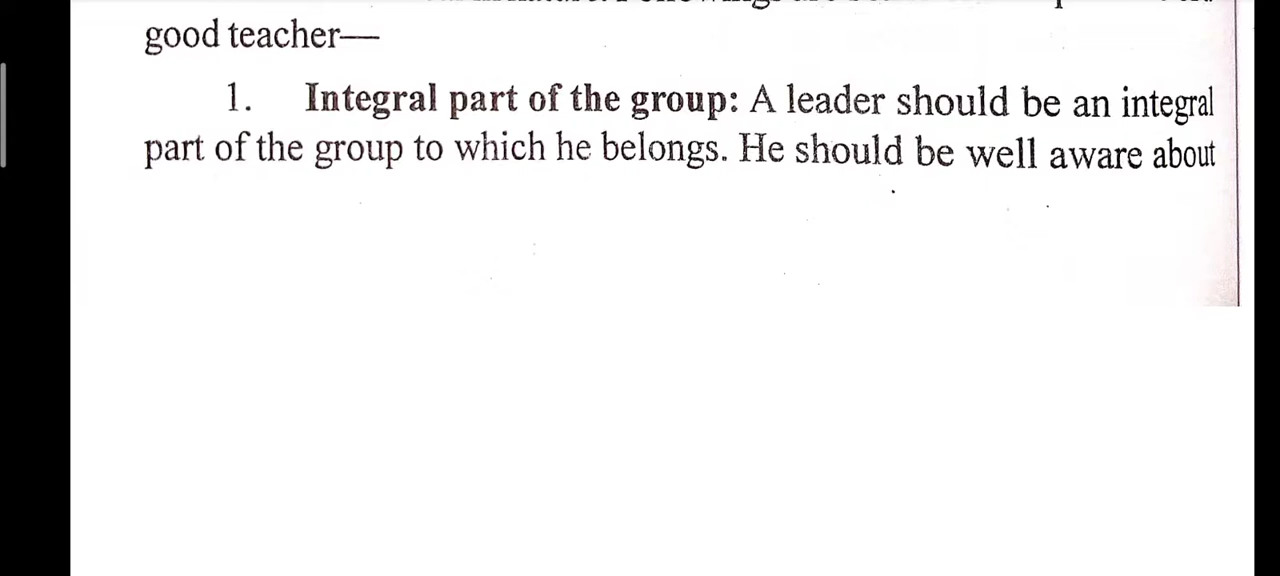 good teacher—
1. Integral part of the group: A leader should be an integral
part of the group to which he belongs. He should be well aware about